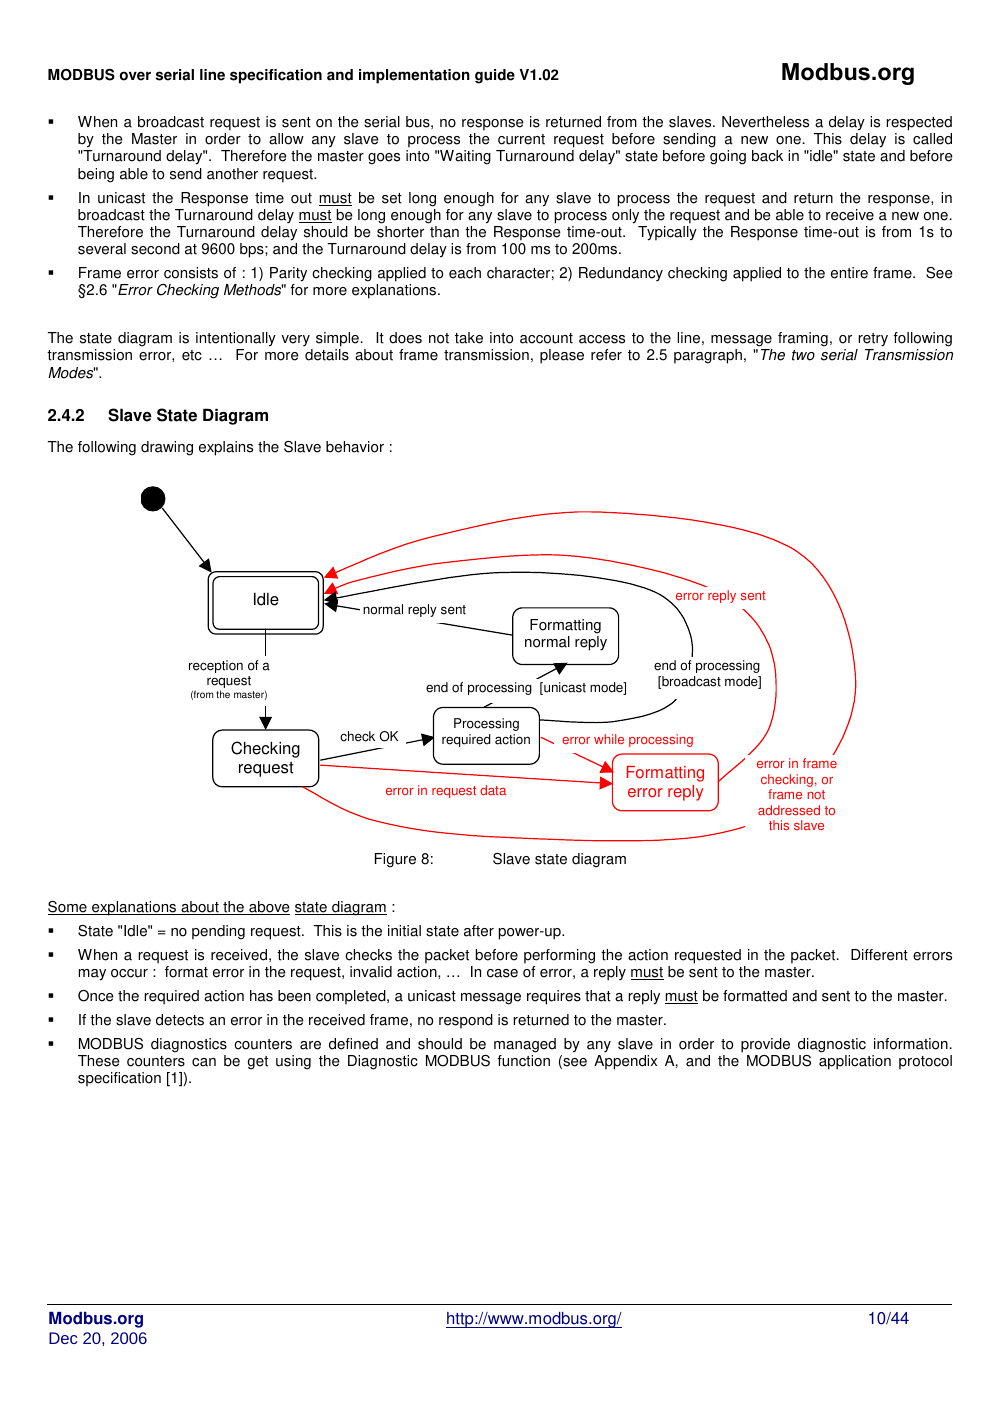 MODBUS over serial line specification and implementation guide V1.02 Modbus.org
▪ When a broadcast request is sent on the serial bus, no response is returned from the slaves. Nevertheless a delay is respected
by the Master in order to allow any slave to process the current request before sending a new one. This delay is called
"Turnaround delay". Therefore the master goes into "Waiting Turnaround delay" state before going back in "idle" state and before
being able to send another request.
▪ In unicast the Response time out must be set long enough for any slave to process the request and return the response, in
broadcast the Turnaround delay must be long enough for any slave to process only the request and be able to receive a new one.
Therefore the Turnaround delay should be shorter than the Response time-out. Typically the Response time-out is from 1s to
several second at 9600 bps; and the Turnaround delay is from 100 ms to 200ms.
▪ Frame error consists of : 1) Parity checking applied to each character; 2) Redundancy checking applied to the entire frame. See
§2.6 "Error Checking Methods" for more explanations.
The state diagram is intentionally very simple. It does not take into account access to the line, message framing, or retry following
transmission error, etc … For more details about frame transmission, please refer to 2.5 paragraph, "The two serial Transmission
Modes".
2.4.2 Slave State Diagram
The following drawing explains the Slave behavior :
Idle
error reply sent
normal reply sent
Formatting
normal reply
reception of a
request
(from the master)
end of processing
[broadcast mode]
end of processing [unicast mode]
Processing
required action
check OK
error while processing
Checking
request
Formatting
error reply
error in request data
error in frame
checking, or
frame not
addressed to
this slave
Figure 8: Slave state diagram
Some explanations about the above state diagram :
▪ State "Idle" = no pending request. This is the initial state after power-up.
▪ When a request is received, the slave checks the packet before performing the action requested in the packet. Different errors
may occur : format error in the request, invalid action, … In case of error, a reply must be sent to the master.
▪ Once the required action has been completed, a unicast message requires that a reply must be formatted and sent to the master.
▪ If the slave detects an error in the received frame, no respond is returned to the master.
▪ MODBUS diagnostics counters are defined and should be managed by any slave in order to provide diagnostic information.
These counters can be get using the Diagnostic MODBUS function (see Appendix A, and the MODBUS application protocol
specification [1]).
Modbus.org http://www.modbus.org/ 10/44
Dec 20, 2006